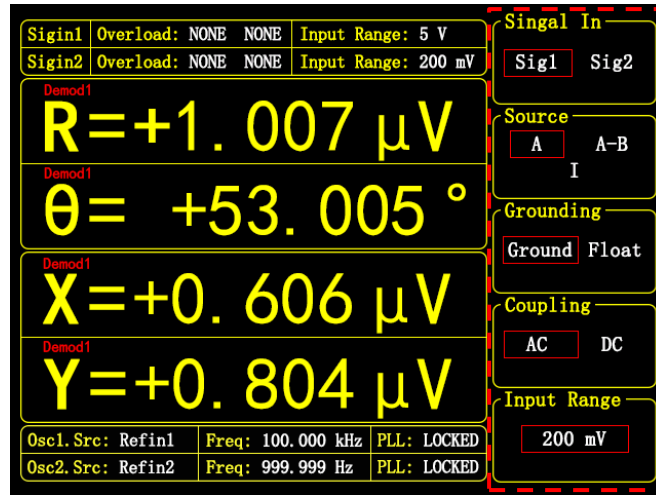 Sigin1 Overload: NONE NONE Input Range: 5 V
Sigin2 Overload: NONE NONE Input Range: 200 mV
Demod1
R=+1.007 μV
Demod1
θ= +53.005 °
Demod1
X=+0.606 μV
Demod1
Y=+0.804 μV
Osc1.Src: Refin1 Freq: 100.000 kHz PLL: LOCKED
Osc2.Src: Refin2 Freq: 999.999 Hz PLL: LOCKED
Singal In
Sig1 Sig2
Source
A A-B
I
Grounding
Ground Float
Coupling
AC DC
Input Range
200 mV